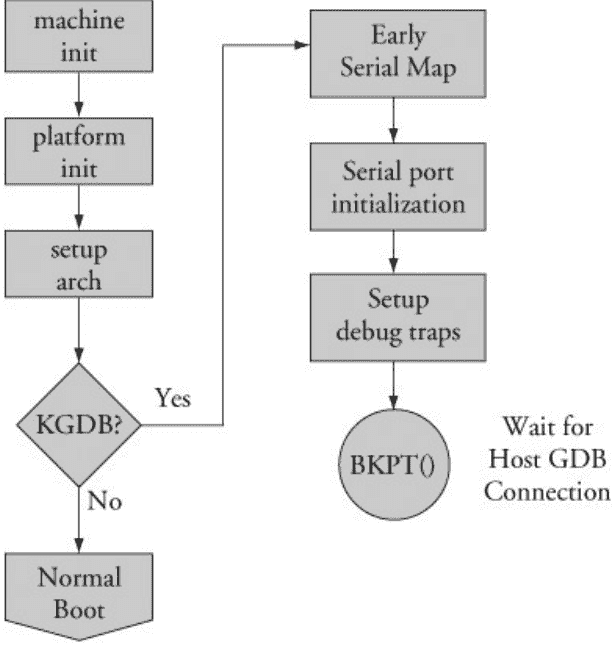 machine
init
platform
init
setup
arch
KGDB?
Yes
No
Normal
Boot
Early
Serial Map
Serial port
initialization
Setup
debug traps
BKPT()
Wait for
Host GDB
Connection